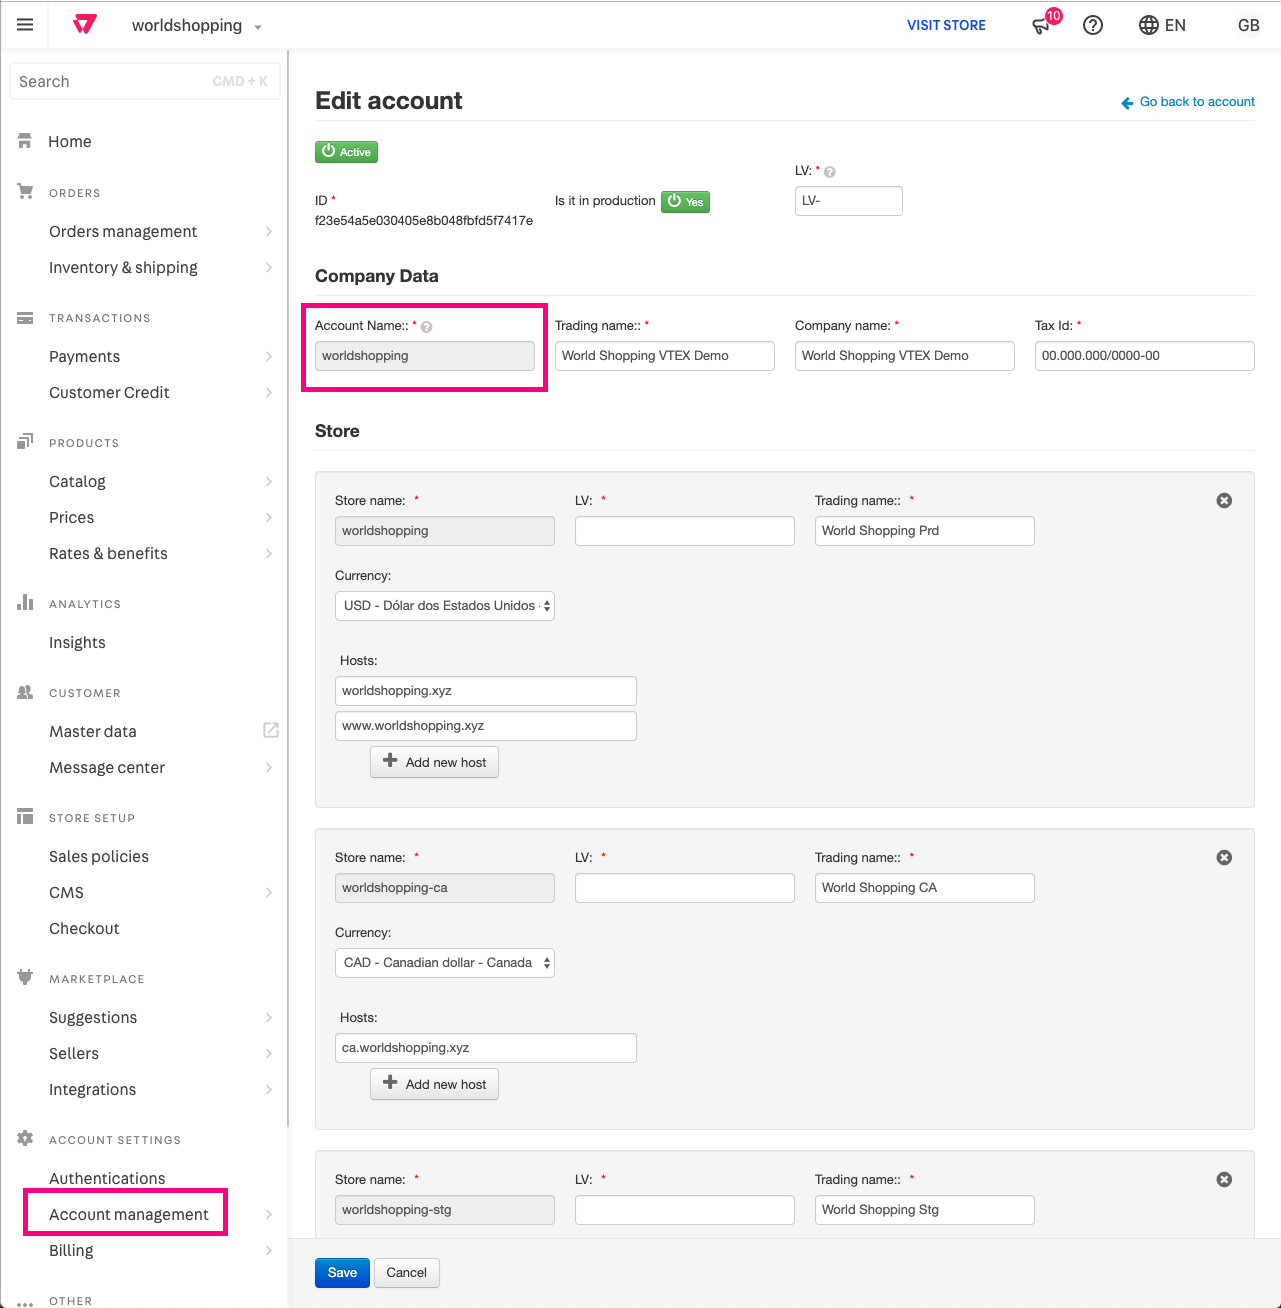 worldshopping
VISIT STORE
10
EN
GB
Search
CMD + K
Home
ORDERS
Orders management
Inventory & shipping
TRANSACTIONS
Payments
Customer Credit
PRODUCTS
Catalog
Prices
Rates & benefits
ANALYTICS
Insights
CUSTOMER
Master data
Message center
STORE SETUP
Sales policies
CMS
Checkout
MARKETPLACE
Suggestions
Sellers
Integrations
ACCOUNT SETTINGS
Authentications
Account management
Billing
OTHER
Edit account
Go back to account
Active
ID *
f23e54a5e030405e8b048fbfd5f7417e
Is it in production Yes
LV: * ?
LV-
Company Data
Account Name:: * ?
worldshopping
Trading name:: *
World Shopping VTEX Demo
Company name: *
World Shopping VTEX Demo
Tax Id: *
00.000.000/0000-00
Store
Store name: *
worldshopping
LV: *
Trading name:: *
World Shopping Prd
Currency:
USD - Dólar dos Estados Unidos -
Hosts:
worldshopping.xyz
www.worldshopping.xyz
Add new host
Store name: *
worldshopping-ca
LV: *
Trading name:: *
World Shopping CA
Currency:
CAD - Canadian dollar - Canada
Hosts:
ca.worldshopping.xyz
Add new host
Store name: *
worldshopping-stg
LV: *
Trading name:: *
World Shopping Stg
Save
Cancel